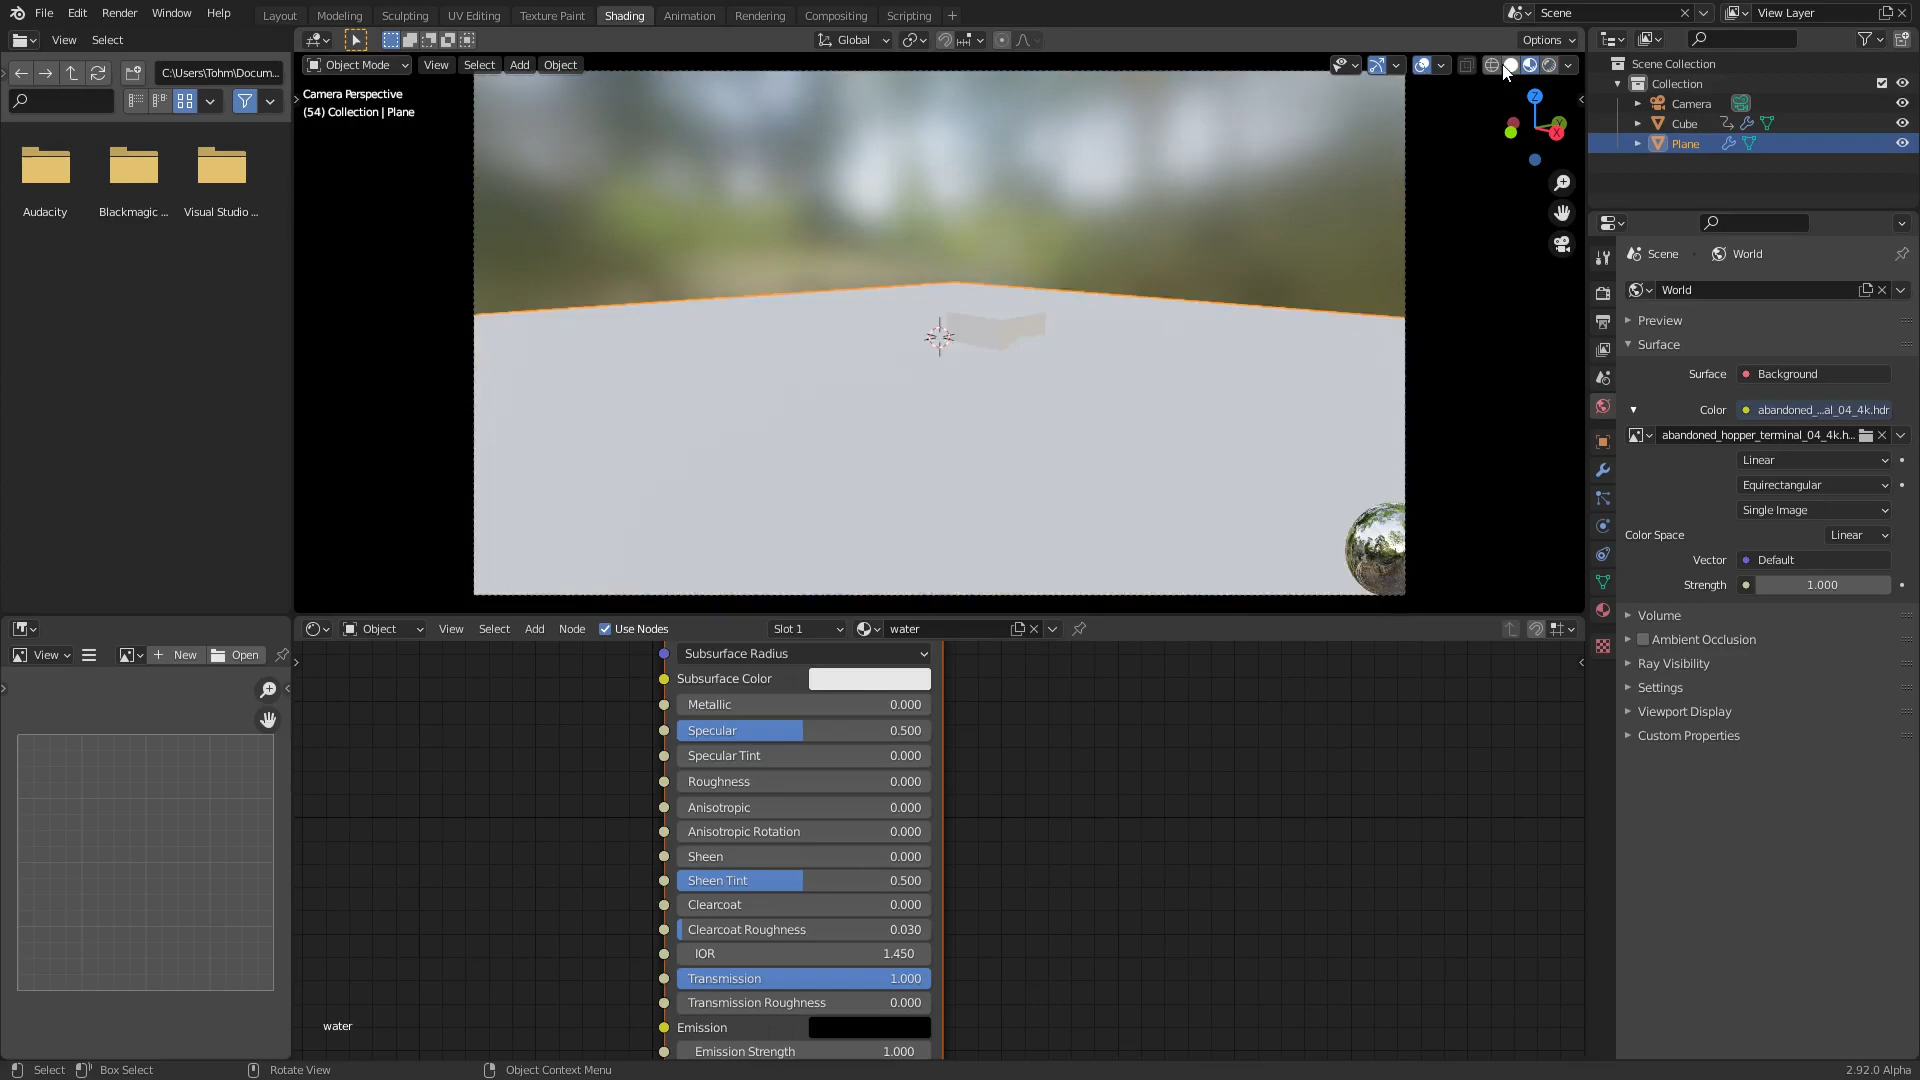 File Edit Render Window Help
Layout Modeling Sculpting UV Editing Texture Paint Shading Animation Rendering Compositing Scripting +
Scene
View Layer
View Select
Global
Options
C:\Users\Tohm\Docum...
Audacity
Blackmagic ...
Visual Studio ...
Object Mode View Select Add Object
Camera Perspective
(54) Collection | Plane
Z
Y
X
Scene Collection
Collection
Camera
Cube
Plane
Scene
World
World
Preview
Surface
Surface Background
Color abandoned_...al_04_4k.hdr
abandoned_hopper_terminal_04_4k.h...
Linear
Equirectangular
Single Image
Color Space Linear
Vector Default
Strength 1.000
Volume
Ambient Occlusion
Ray Visibility
Settings
Viewport Display
Custom Properties
View
New
Open
Object View Select Add Node Use Nodes Slot 1 water
Subsurface Radius
Subsurface Color
Metallic 0.000
Specular 0.500
Specular Tint 0.000
Roughness 0.000
Anisotropic 0.000
Anisotropic Rotation 0.000
Sheen 0.000
Sheen Tint 0.500
Clearcoat 0.000
Clearcoat Roughness 0.030
IOR 1.450
Transmission 1.000
Transmission Roughness 0.000
Emission
Emission Strength 1.000
water
Select
Box Select
Rotate View
Object Context Menu
2.92.0 Alpha